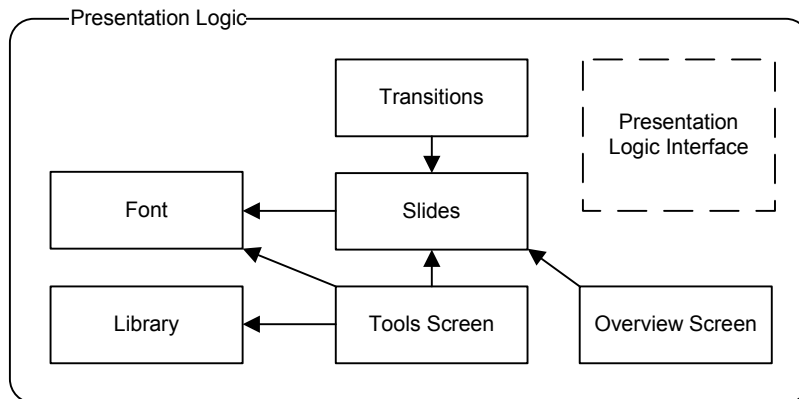 Presentation Logic
Transitions
Presentation
Logic Interface
Font
Slides
Library
Tools Screen
Overview Screen